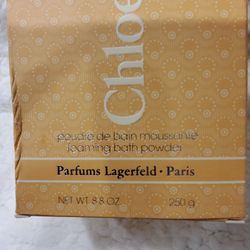 Chloé
poudre de bain moussante
foaming bath powder
Parfums Lagerfeld • Paris
NET WT 8.8 OZ. 250 g